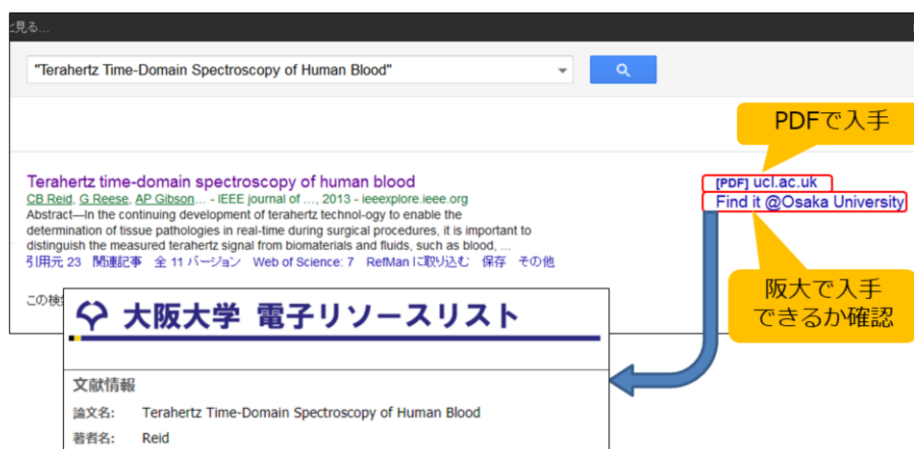 に見る...
"Terahertz Time-Domain Spectroscopy of Human Blood"
PDFで入手
Terahertz time-domain spectroscopy of human blood
[PDF] ucl.ac.uk
CB Reid, G Reese, AP Gibson... - IEEE journal of ..., 2013 - ieeexplore.ieee.org
Find it @Osaka University
Abstract—In the continuing development of terahertz technol-ogy to enable the
determination of tissue pathologies in real-time during surgical procedures, it is important to
distinguish the measured terahertz signal from biomaterials and fluids, such as blood, ...
引用元 23 関連記事 全 11 バージョン Web of Science: 7 RefMan に取り込む 保存 その他
阪大で入手
できるか確認
この検
大阪大学 電子リソースリスト
文献情報
論文名: Terahertz Time-Domain Spectroscopy of Human Blood
著者名: Reid